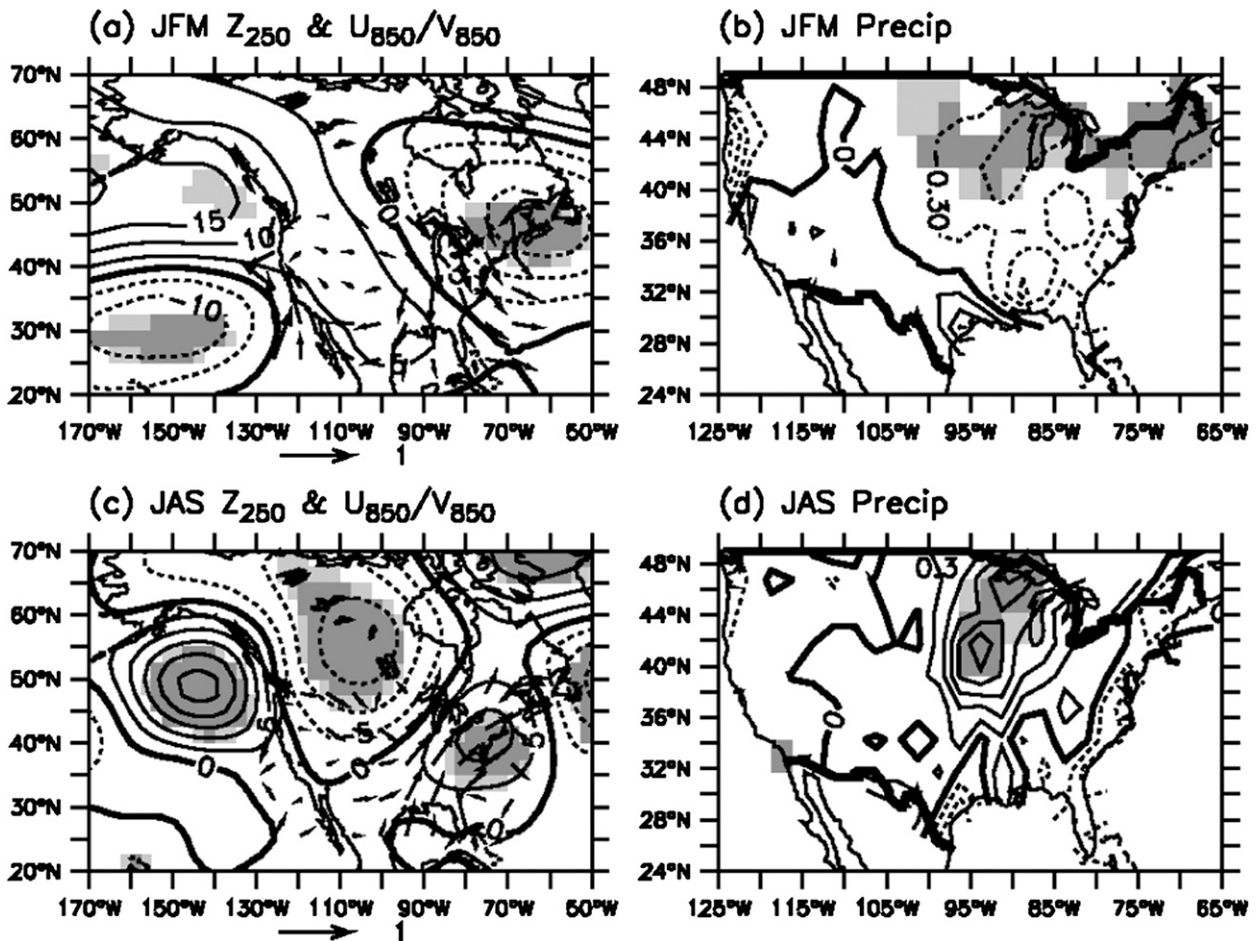 (a) JFM Z250 & U850/V850
70°N
60°N
50°N
40°N
30°N
20°N
15
10
10
0
170°W 150°W 130°W 110°W 90°W 70°W 50°W
1
(b) JFM Precip
48°N
44°N
40°N
36°N
32°N
28°N
24°N
0
-0.30
0
125°W 115°W 105°W 95°W 85°W 75°W 65°W
(c) JAS Z250 & U850/V850
70°N
60°N
50°N
40°N
30°N
20°N
0
5
5
0
5
0
170°W 150°W 130°W 110°W 90°W 70°W 50°W
1
(d) JAS Precip
48°N
44°N
40°N
36°N
32°N
28°N
24°N
0.3
0
0
125°W 115°W 105°W 95°W 85°W 75°W 65°W